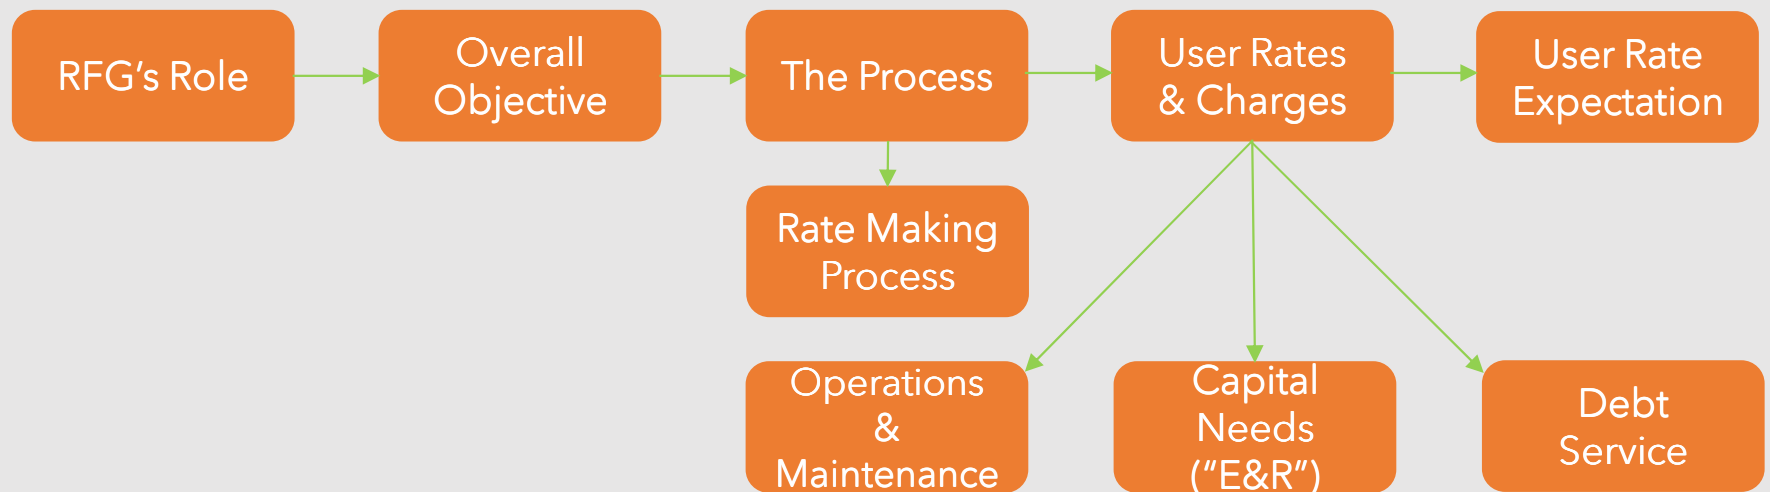 RFG’s Role
Overall
Objective
The Process
User Rates
& Charges
User Rate
Expectation
Rate Making
Process
Operations
&
Maintenance
Capital
Needs
(“E&R”)
Debt
Service